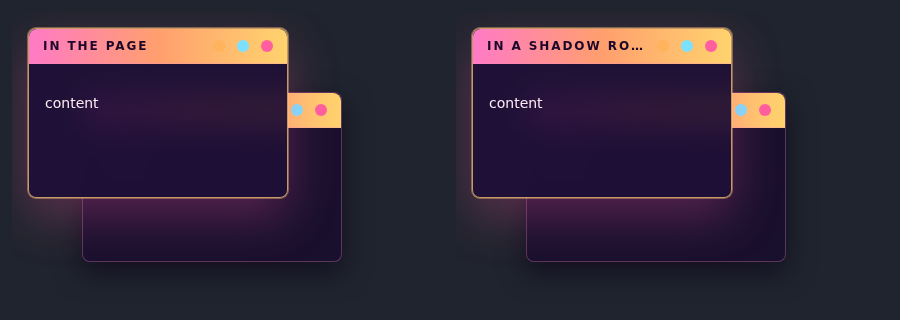 IN THE PAGE
IN A SHADOW RO…
content
content